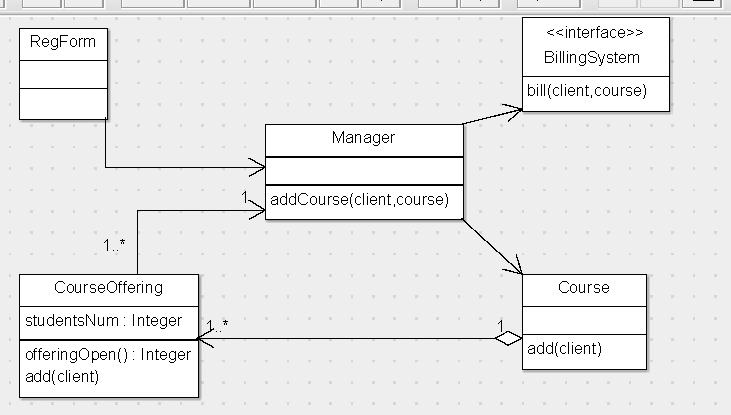 RegForm
<<interface>>
BillingSystem
bill(client,course)
Manager
addCourse(client,course)
1
1..*
CourseOffering
studentsNum : Integer
offeringOpen() : Integer
add(client)
1..*
1
Course
add(client)